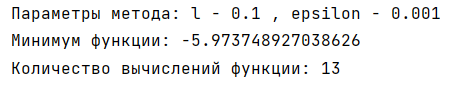 Параметры метода: l - 0.1 , epsilon - 0.001
Минимум функции: -5.973748927038626
Количество вычислений функции: 13